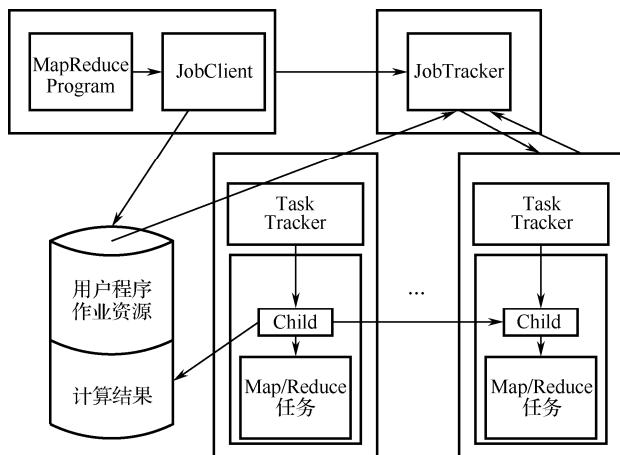 MapReduce
Program
JobClient
JobTracker
Task
Tracker
Task
Tracker
用户程序
作业资源
...
Child
Child
计算结果
Map/Reduce
任务
Map/Reduce
任务